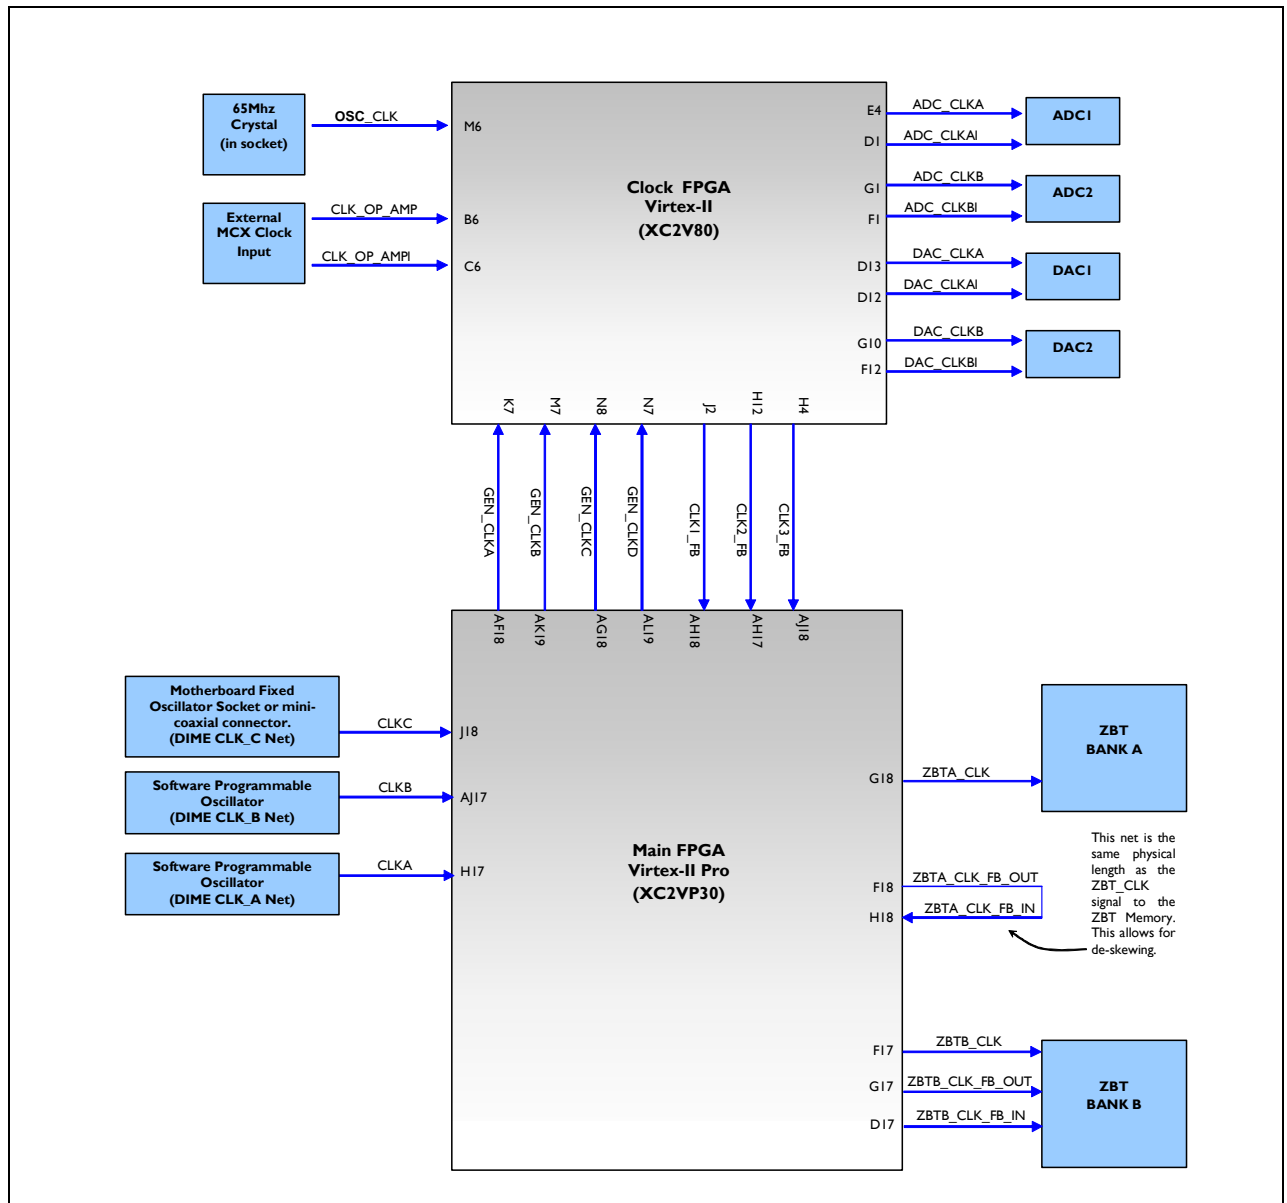 65Mhz
Crystal
(in socket)
OSC_CLK
M6
External
MCX Clock
Input
CLK_OP_AMP
B6
CLK_OP_AMPI
C6
Clock FPGA
Virtex-II
(XC2V80)
E4
ADC_CLKA
D1
ADC_CLKAI
ADC1
G1
ADC_CLKB
F1
ADC_CLKBI
ADC2
D13
DAC_CLKA
D12
DAC_CLKAI
DAC1
G10
DAC_CLKB
F12
DAC_CLKBI
DAC2
K7
M7
N8
N7
J2
H12
H4
GEN_CLKA
GEN_CLKB
GEN_CLKC
GEN_CLKD
CLK1_FB
CLK2_FB
CLK3_FB
AF18
AK19
AG18
AL19
AH18
AH17
AJ18
Motherboard Fixed
Oscillator Socket or mini-
coaxial connector.
(DIME CLK_C Net)
CLKC
J18
Software Programmable
Oscillator
(DIME CLK_B Net)
CLKB
AJ17
Software Programmable
Oscillator
(DIME CLK_A Net)
CLKA
H17
Main FPGA
Virtex-II Pro
(XC2VP30)
G18
ZBTA_CLK
ZBT
BANK A
F18
ZBTA_CLK_FB_OUT
H18
ZBTA_CLK_FB_IN
This net is the
same physical
length as the
ZBT_CLK
signal to the
ZBT Memory.
This allows for
de-skewing.
F17
ZBTB_CLK
G17
ZBTB_CLK_FB_OUT
D17
ZBTB_CLK_FB_IN
ZBT
BANK B